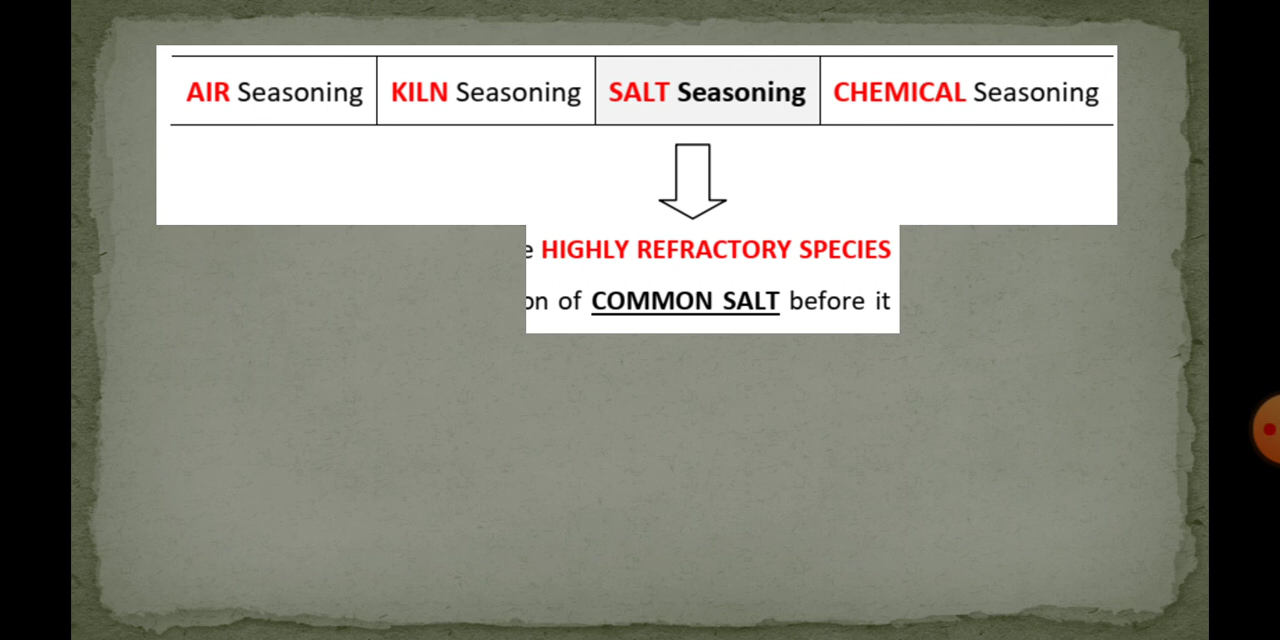 AIR Seasoning KILN Seasoning SALT Seasoning CHEMICAL Seasoning
HIGHLY REFRACTORY SPECIES
of COMMON SALT before it